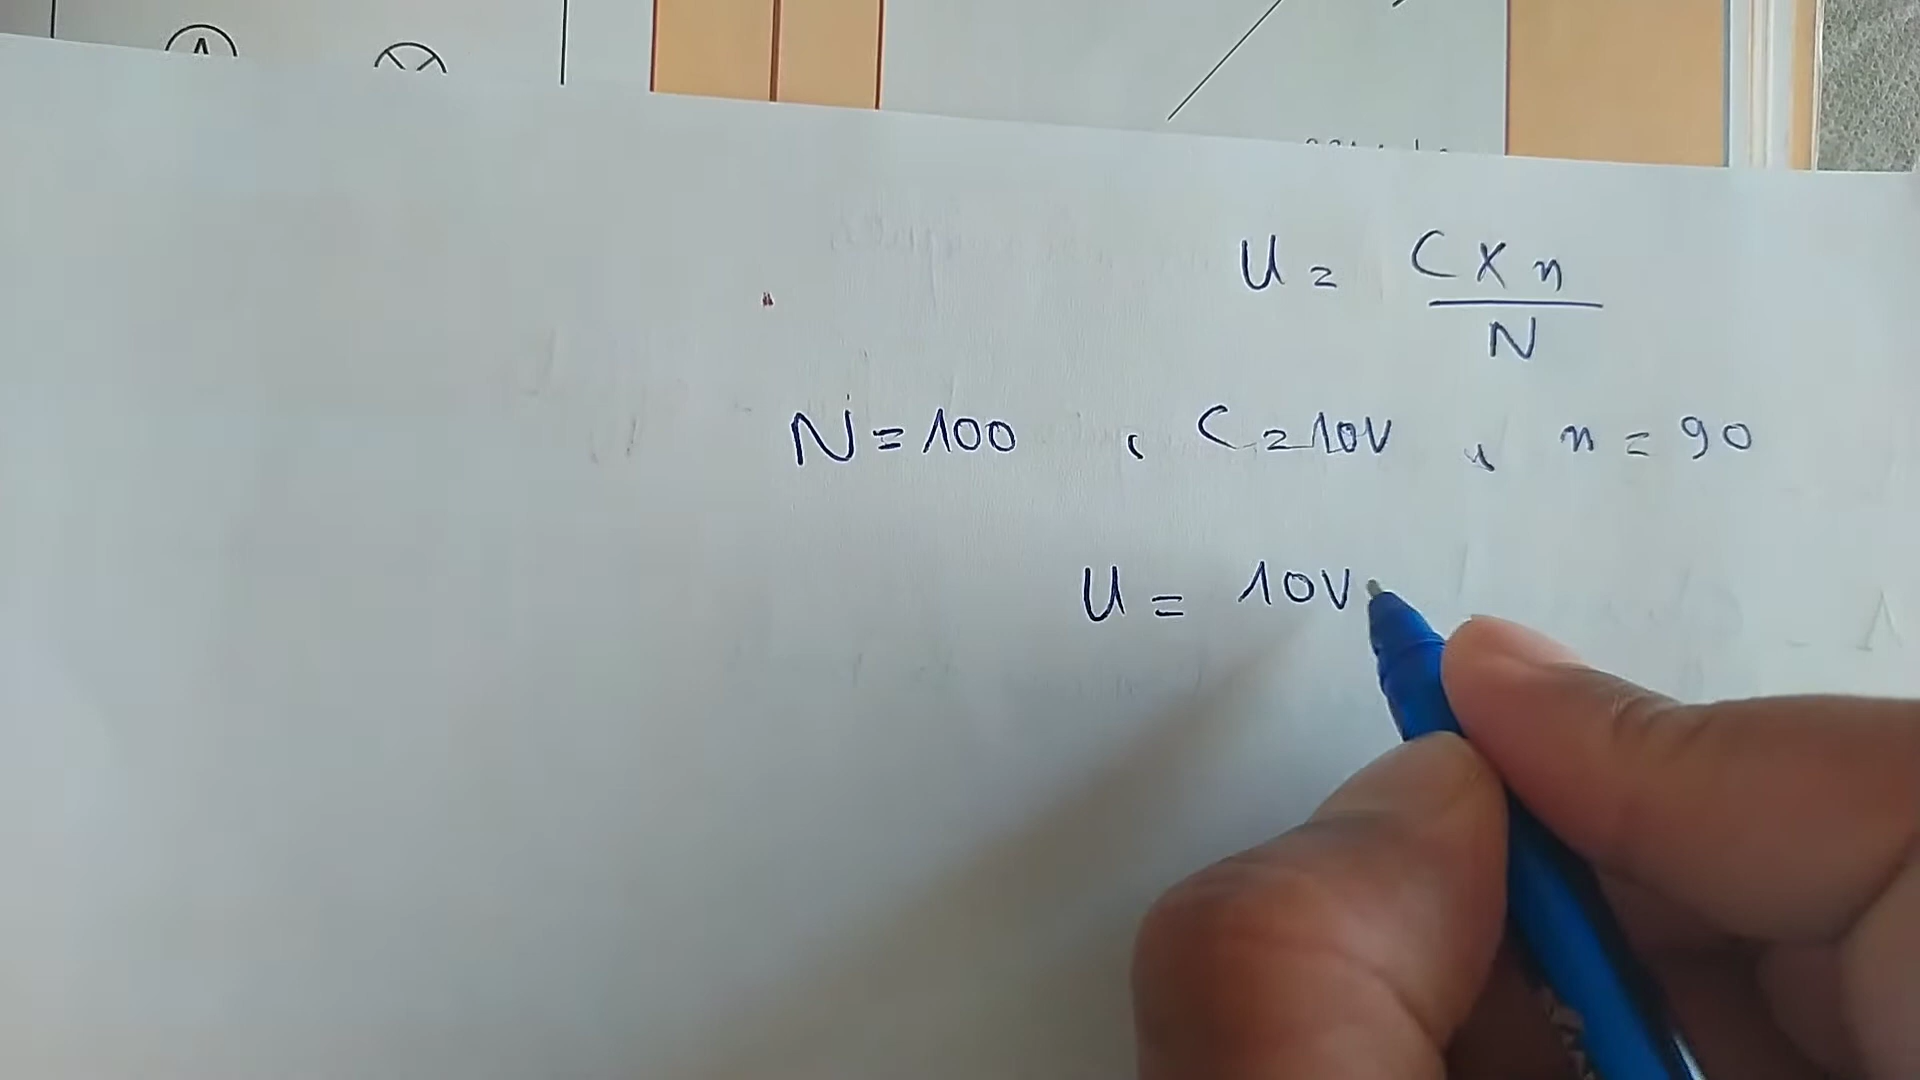 A
U = C X n / N
N = 100 , C = 10V , n = 90
U = 10V